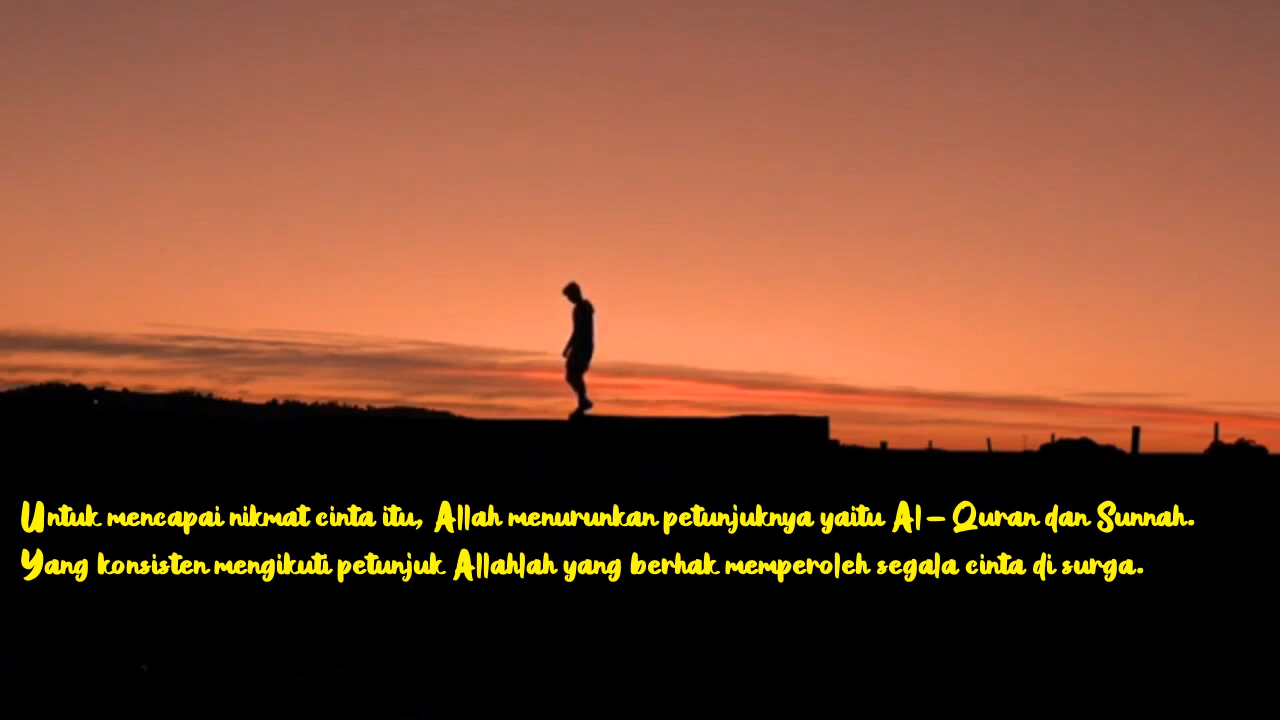 Untuk mencapai nikmat cinta itu, Allah menurunkan petunjuknya yaitu Al - Quran dan Sunnah.
Yang konsisten mengikuti petunjuk Allahlah yang berhak memperoleh segala cinta di surga.